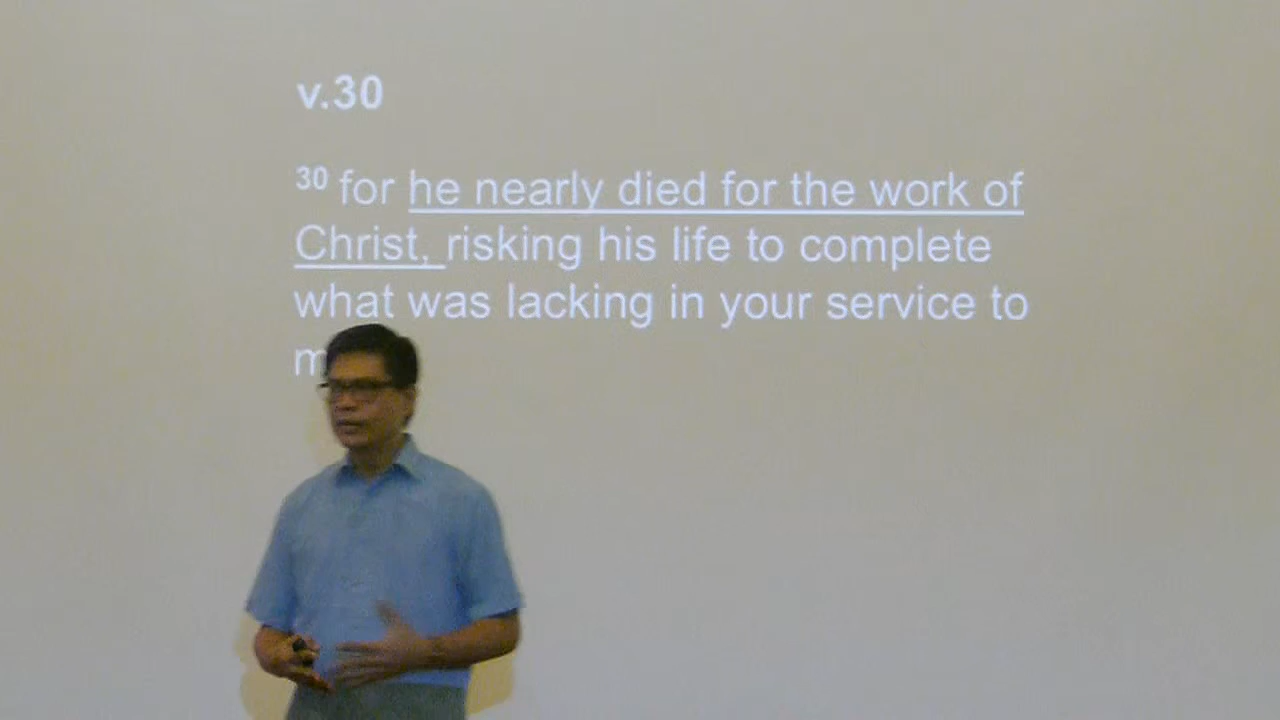 v.30
30 for he nearly died for the work of
Christ, risking his life to complete
what was lacking in your service to